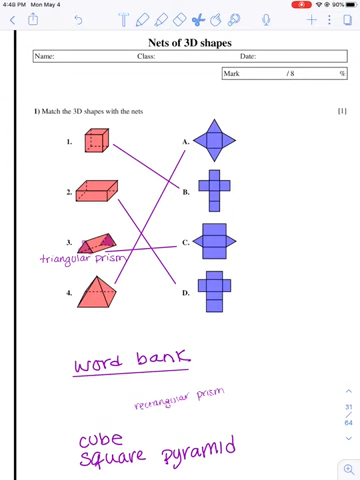 4:48 PM Mon May 4
90%
Nets of 3D shapes
Name: Class: Date:
Mark / 8 %
1) Match the 3D shapes with the nets [1]
1. A.
2. B.
3. C.
triangular prism
4. D.
word bank
rectangular prism
cube
square pyramid
31
/
64